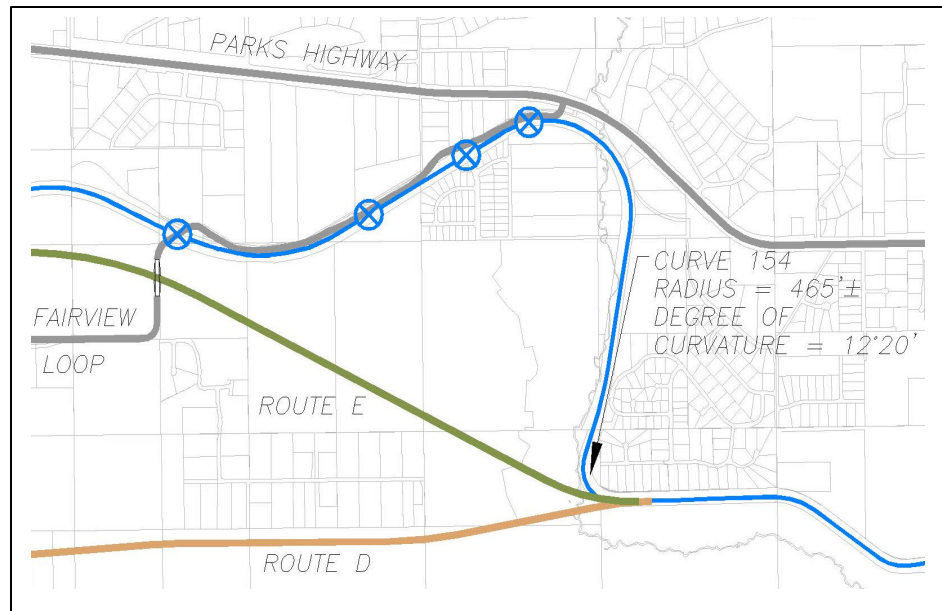 PARKS HIGHWAY
CURVE 154
RADIUS = 465'±
DEGREE OF
CURVATURE = 12°20'
FAIRVIEW
LOOP
ROUTE E
ROUTE D